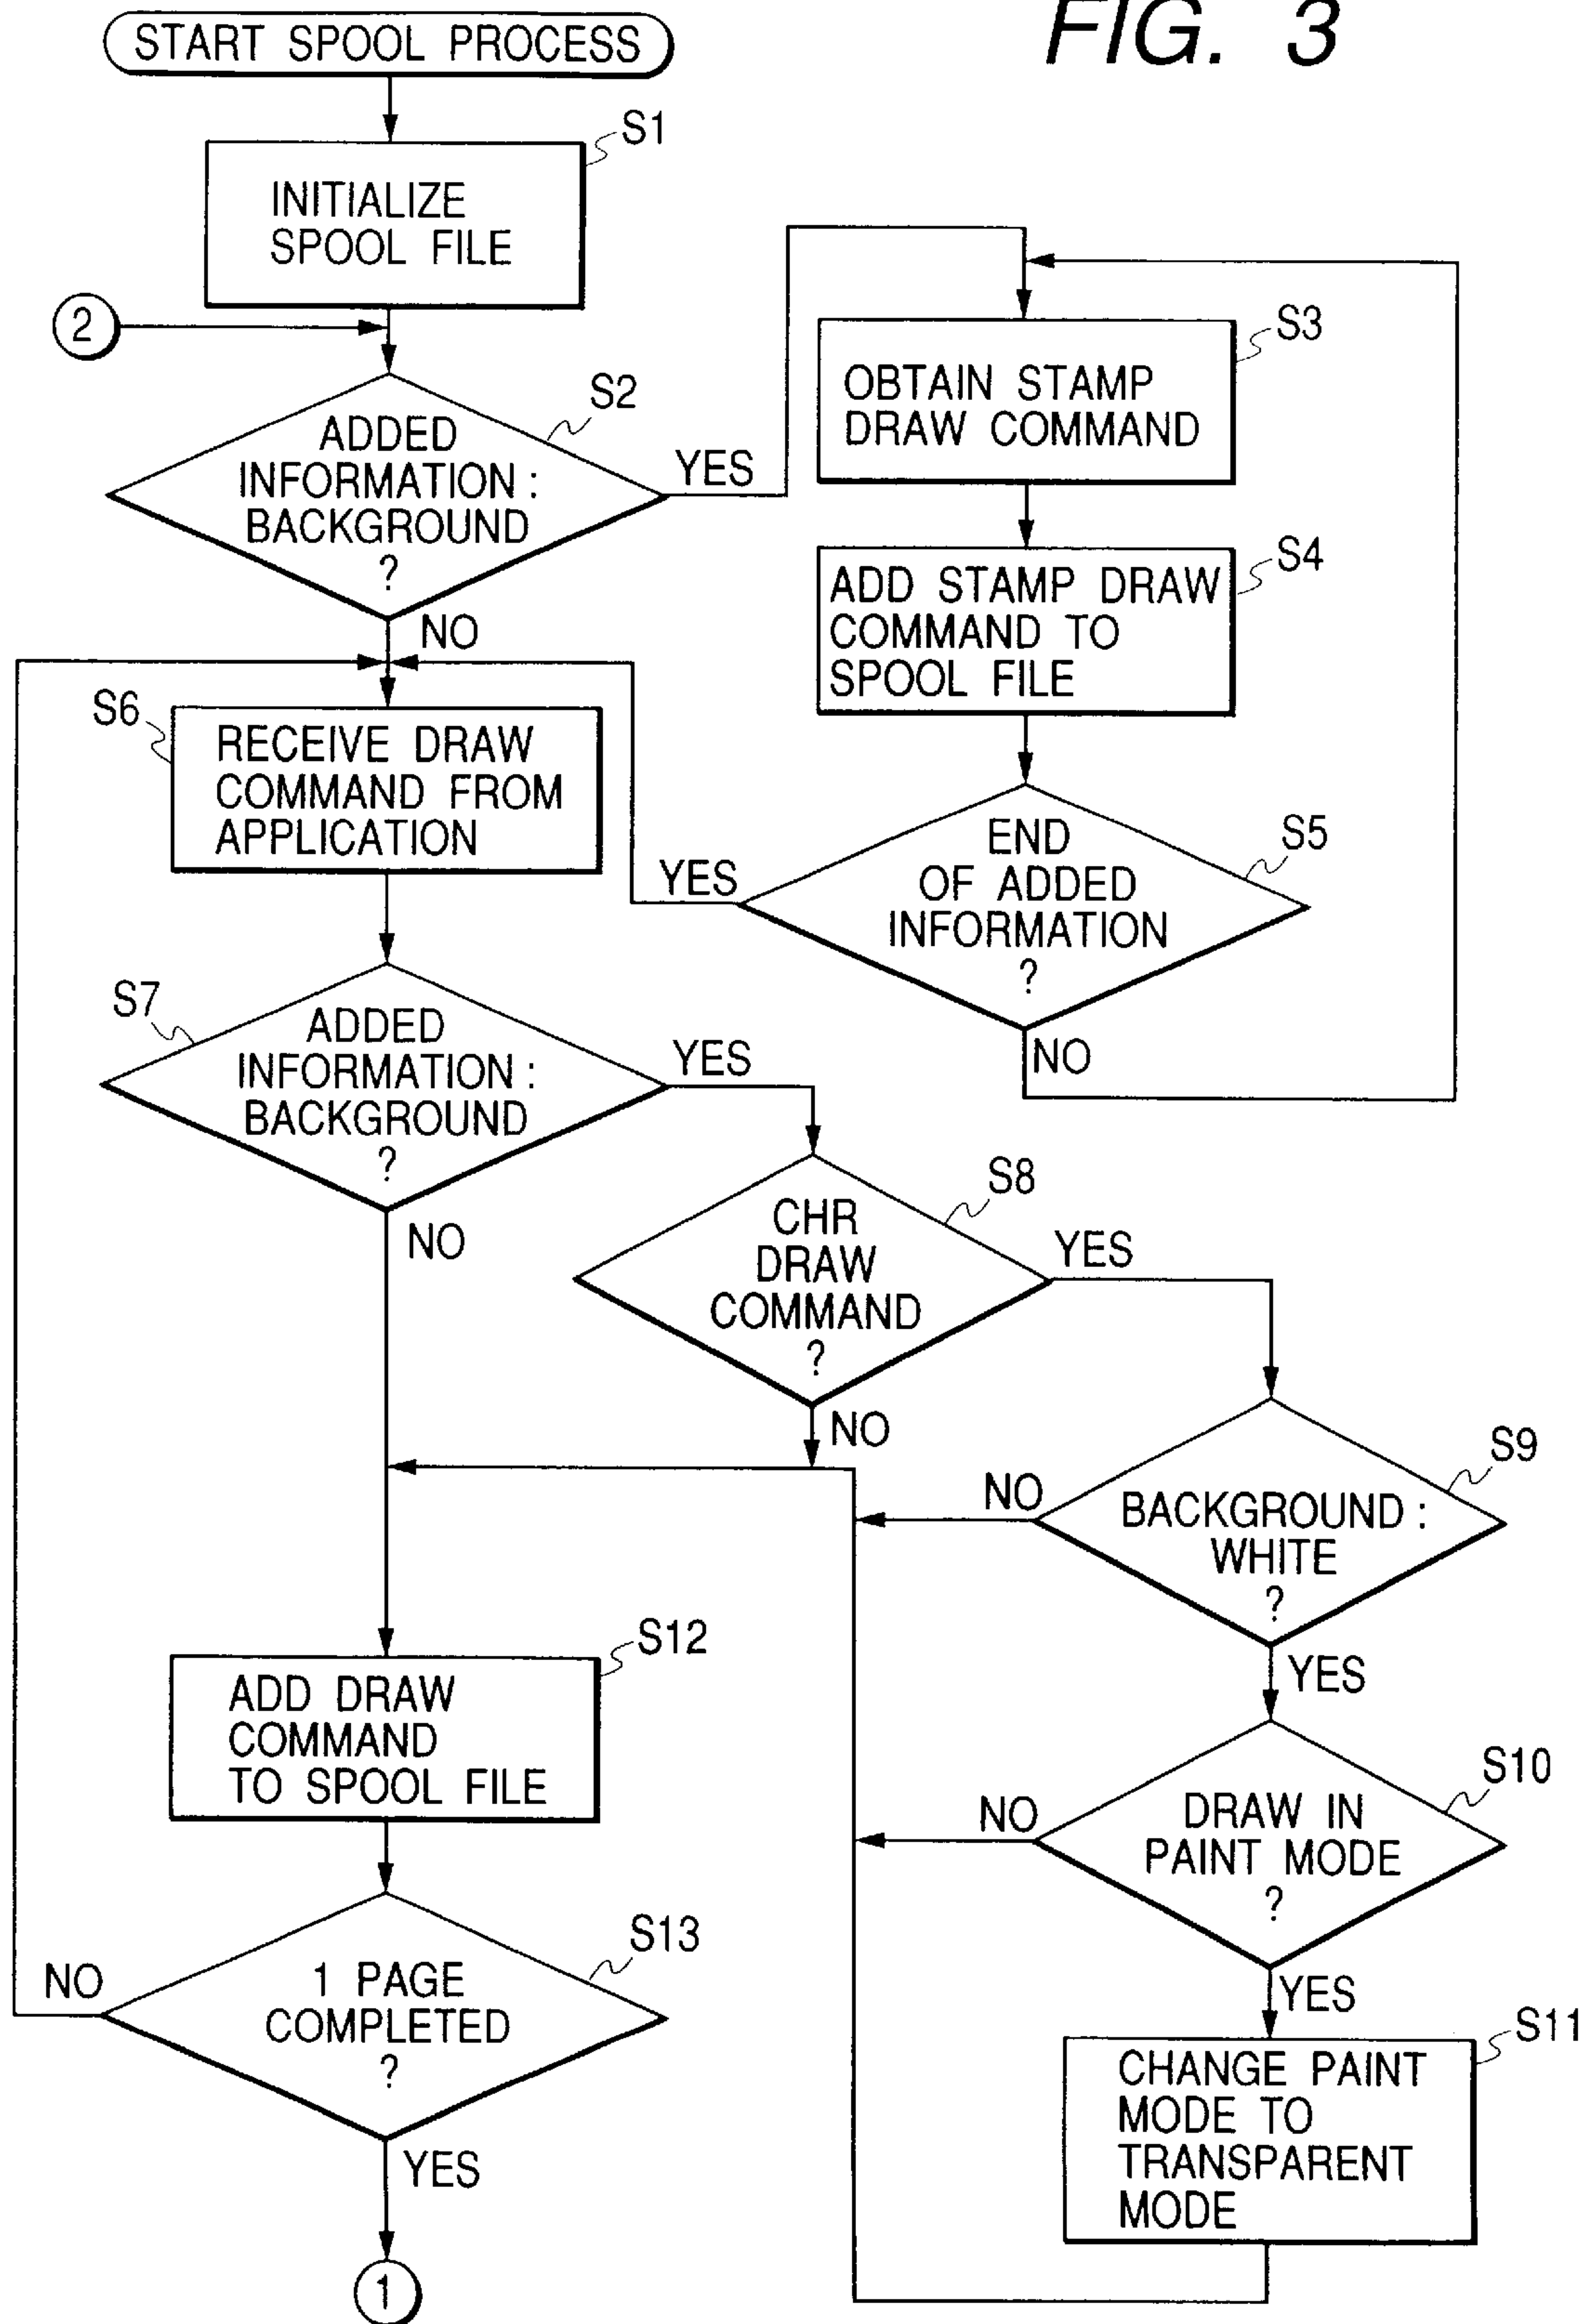 FIG. 3
START SPOOL PROCESS
S1
INITIALIZE
SPOOL FILE
2
S2
ADDED
INFORMATION :
BACKGROUND
?
YES
NO
S3
OBTAIN STAMP
DRAW COMMAND
S4
ADD STAMP DRAW
COMMAND TO
SPOOL FILE
S5
END
OF ADDED
INFORMATION
?
YES
NO
S6
RECEIVE DRAW
COMMAND FROM
APPLICATION
S7
ADDED
INFORMATION :
BACKGROUND
?
YES
NO
S8
CHR
DRAW
COMMAND
?
YES
NO
S9
BACKGROUND :
WHITE
?
NO
YES
S10
DRAW IN
PAINT MODE
?
NO
YES
S11
CHANGE PAINT
MODE TO
TRANSPARENT
MODE
S12
ADD DRAW
COMMAND
TO SPOOL FILE
S13
1 PAGE
COMPLETED
?
NO
YES
1